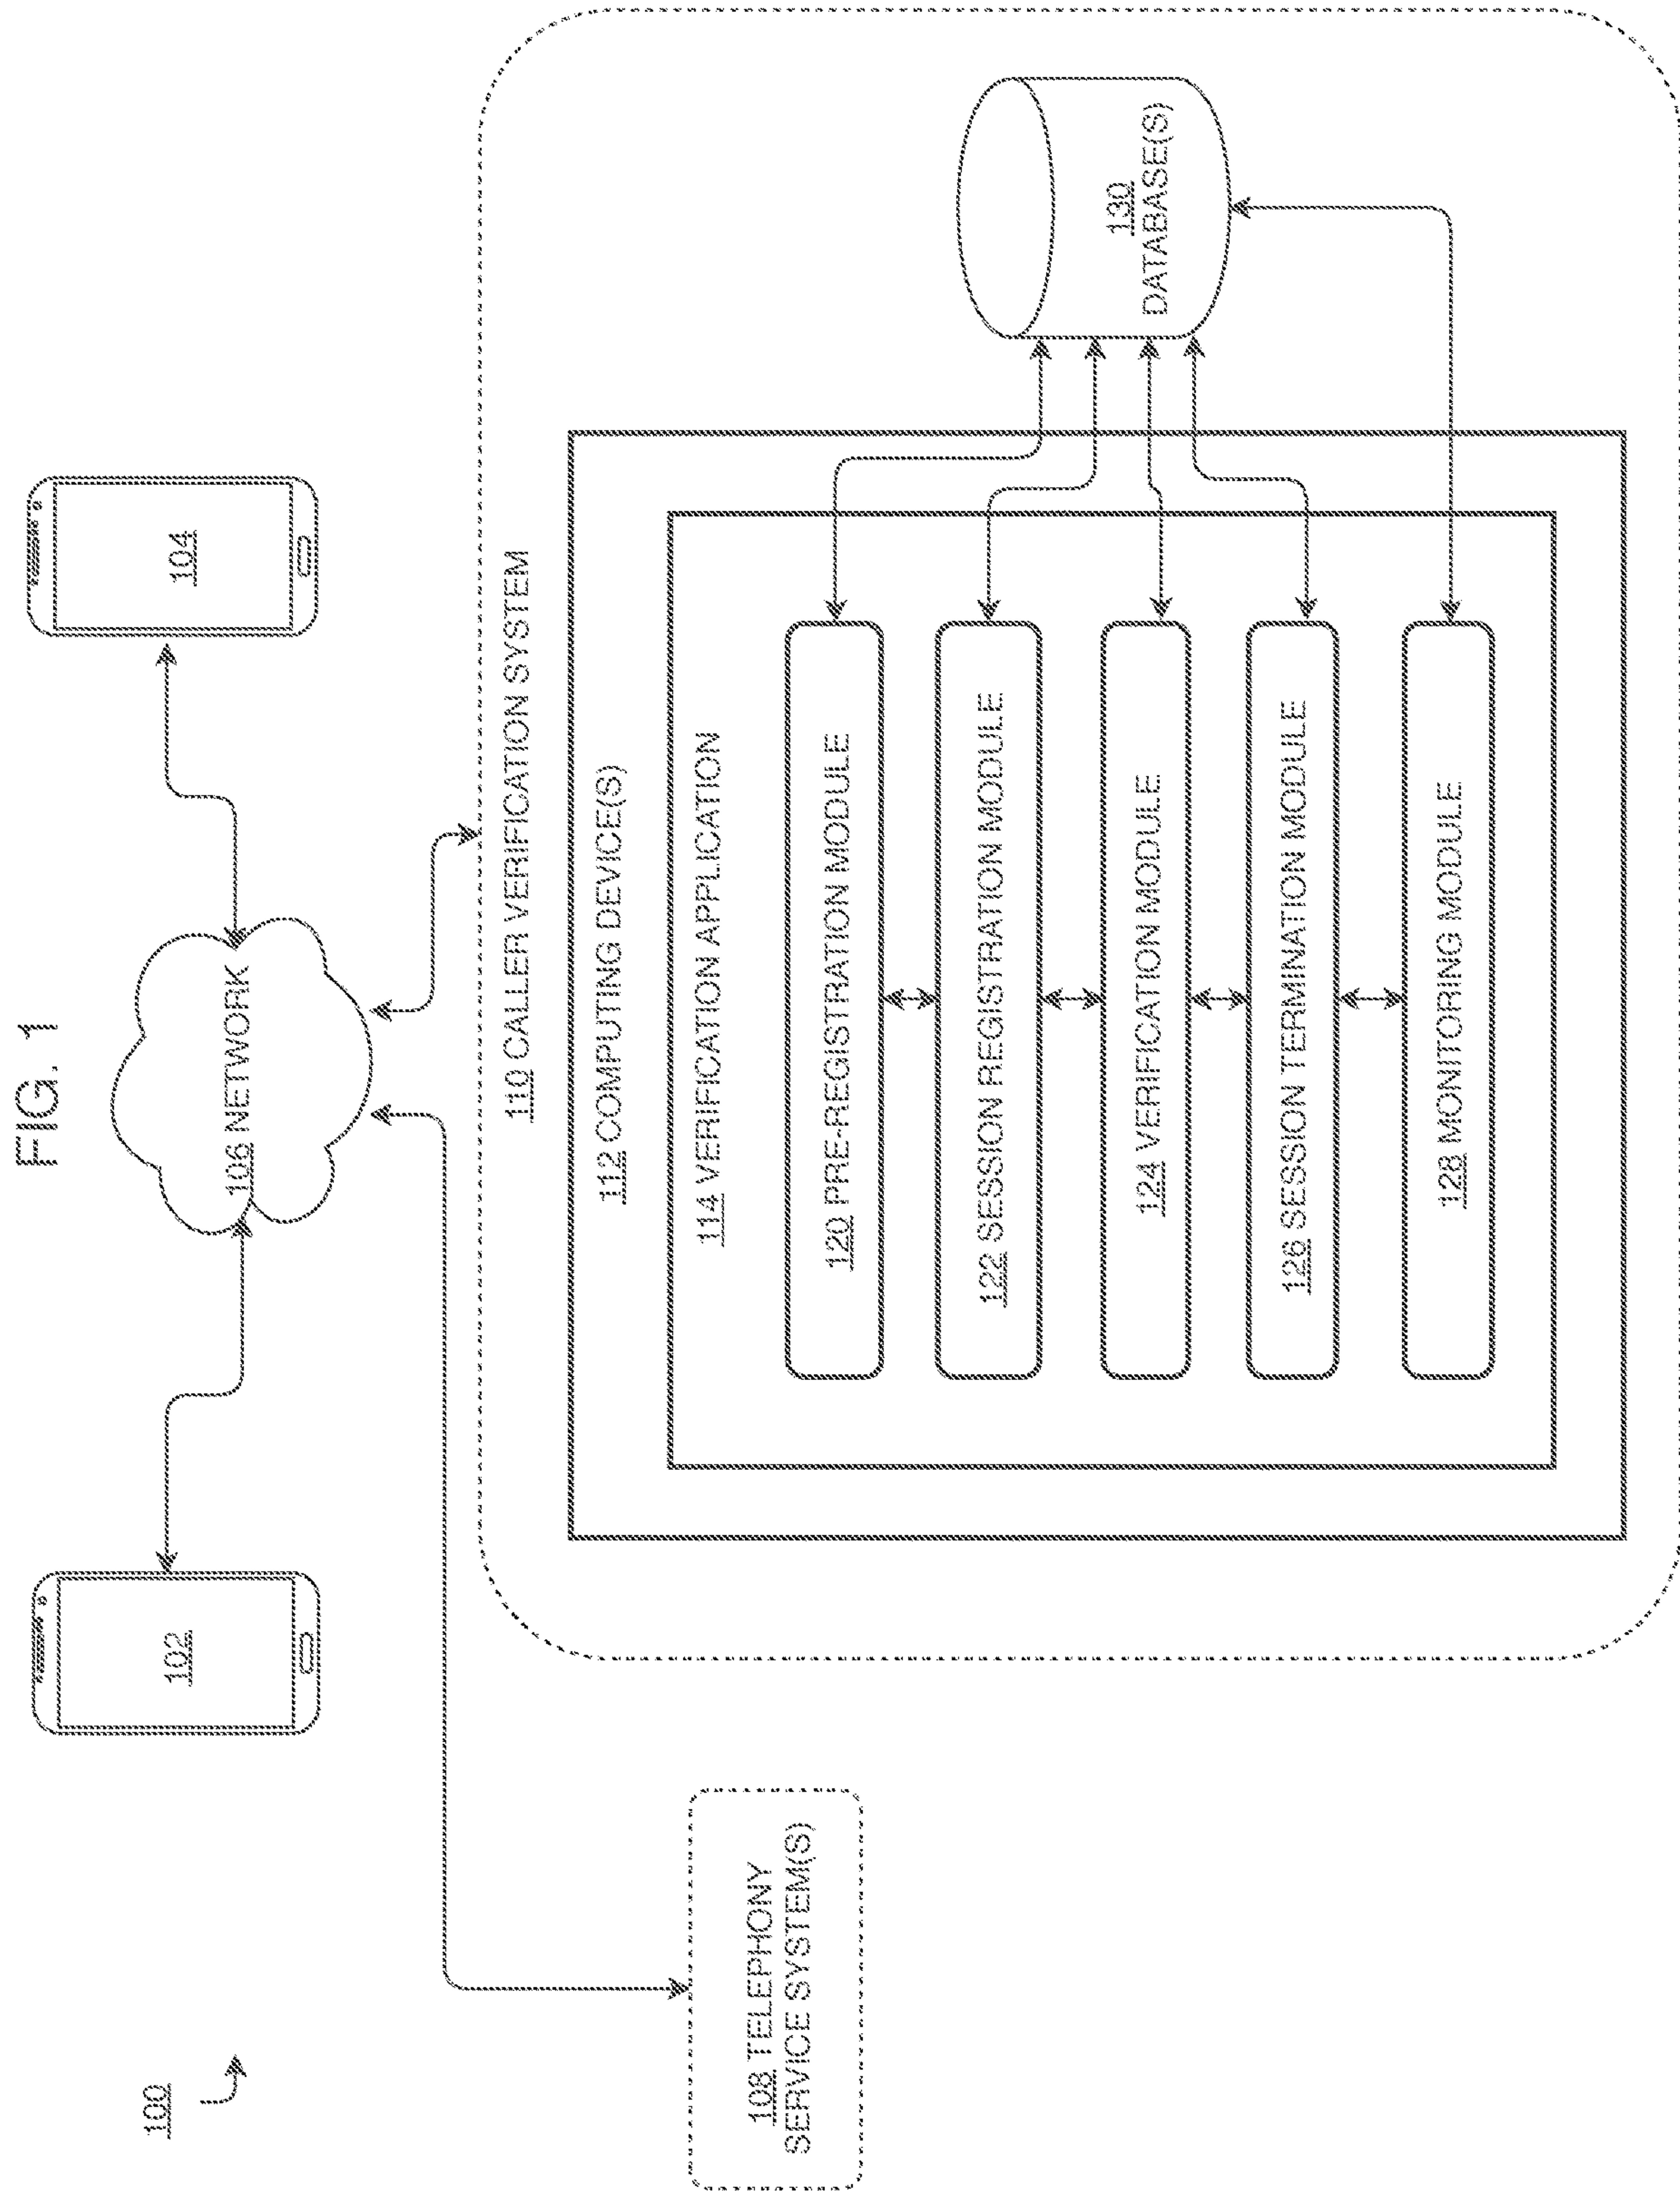 FIG. 1
100
102
104
106 NETWORK
108 TELEPHONY
SERVICE SYSTEM(S)
110 CALLER VERIFICATION SYSTEM
112 COMPUTING DEVICE(S)
114 VERIFICATION APPLICATION
120 PRE-REGISTRATION MODULE
122 SESSION REGISTRATION MODULE
124 VERIFICATION MODULE
126 SESSION TERMINATION MODULE
128 MONITORING MODULE
130
DATABASE(S)